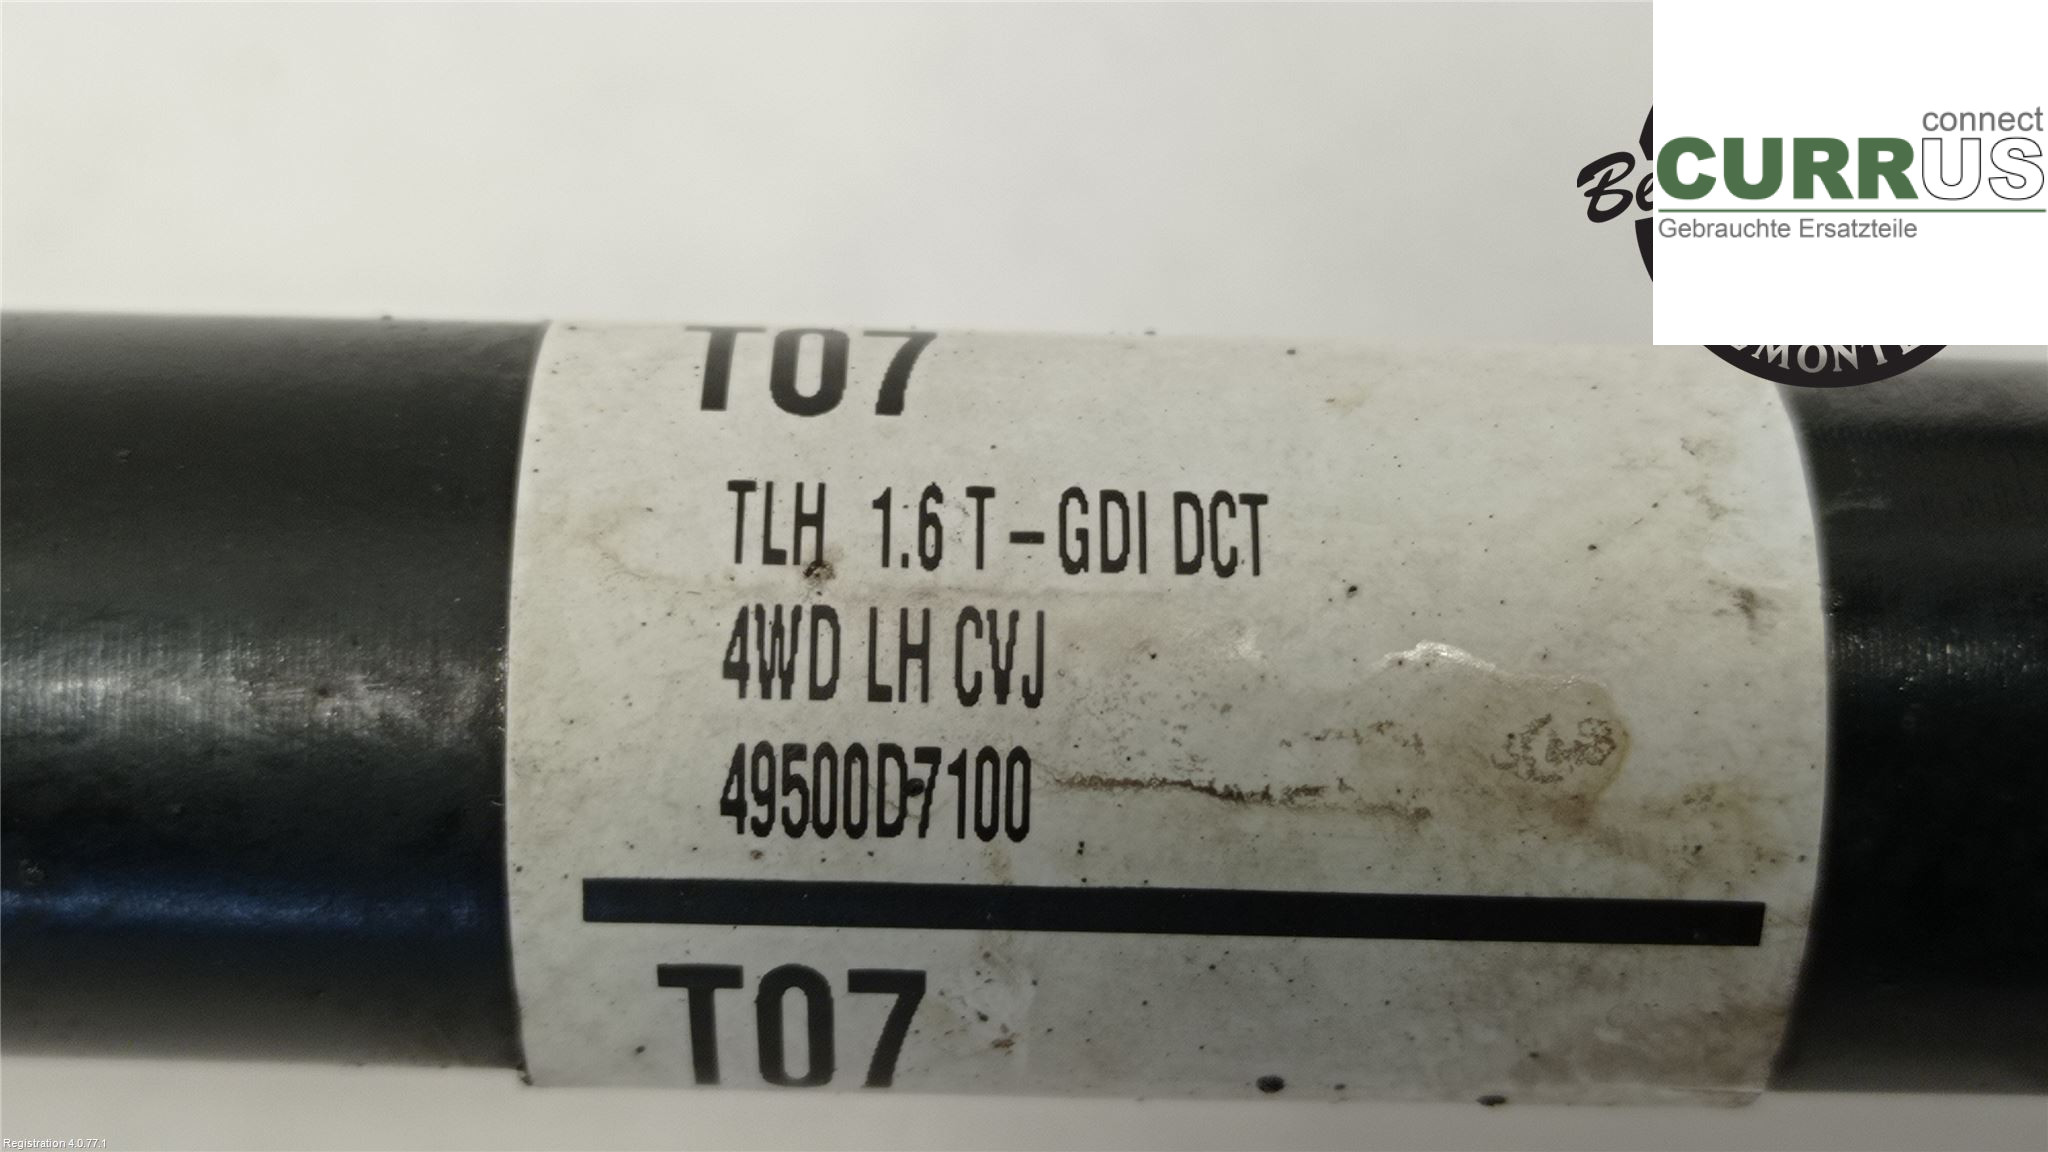 connect
CURRUS
Gebrauchte Ersatzteile
T07
TLH 1.6 T-GDI DCT
4WD LH CVJ
49500D7100
T07
Registration 4.0.77.1